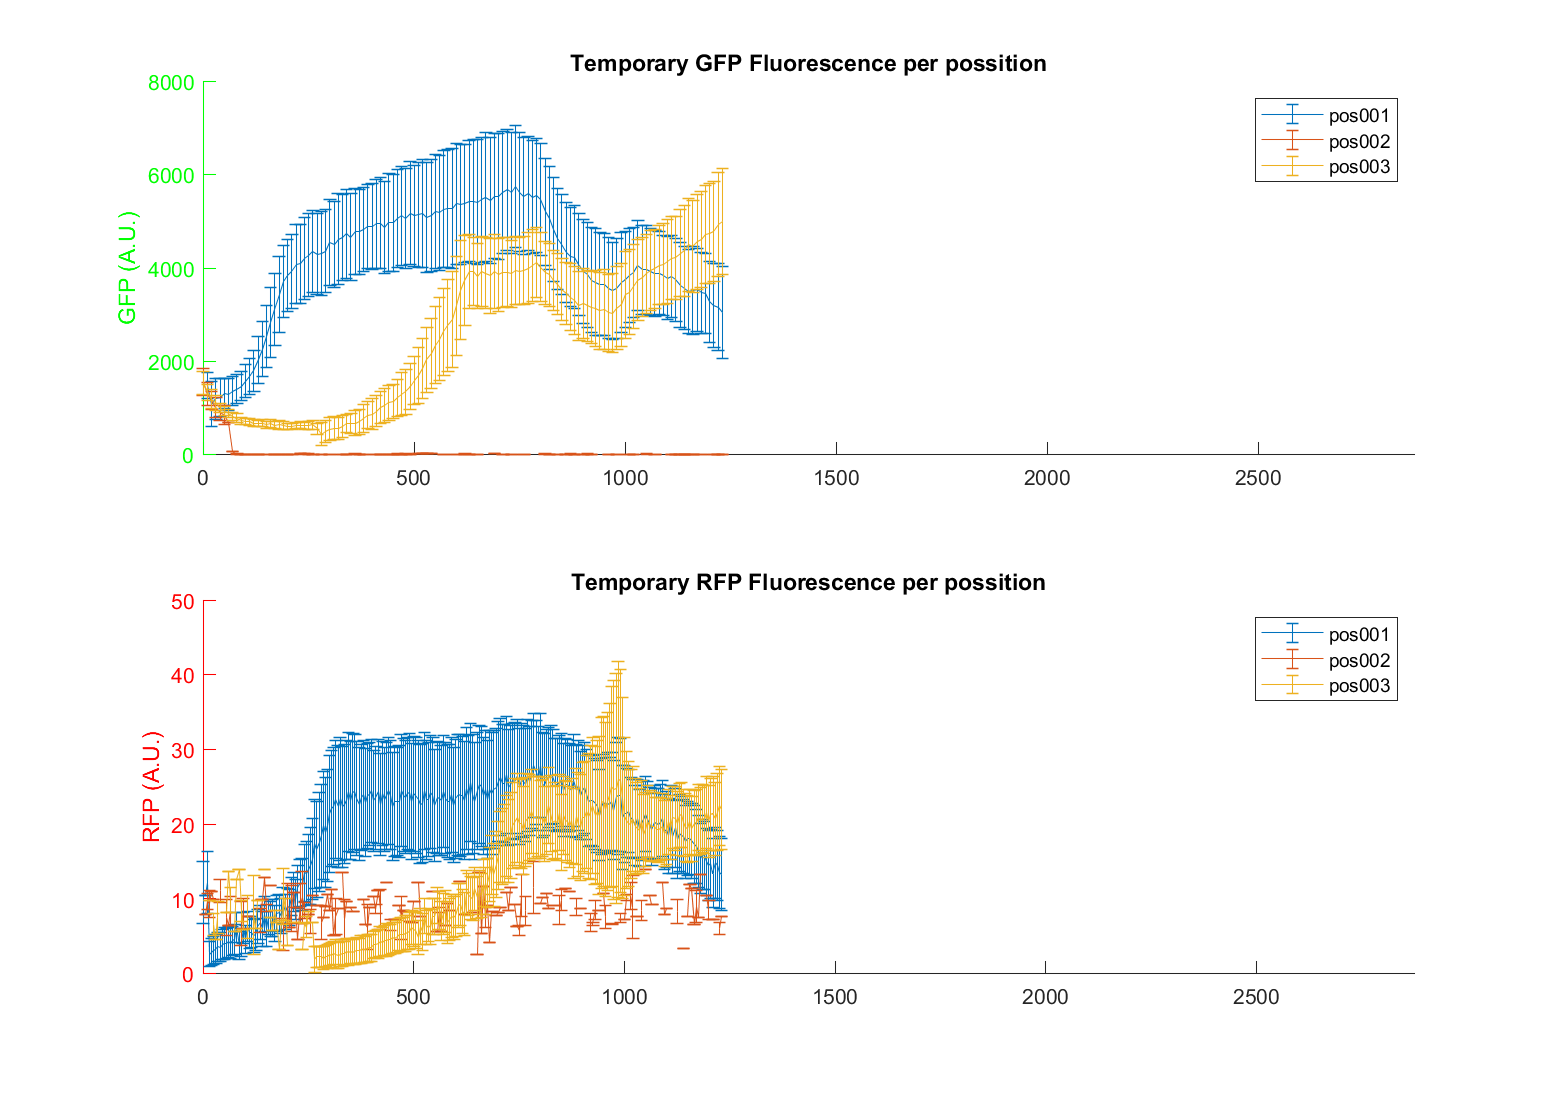 Temporary GFP Fluorescence per possition
8000
6000
4000
2000
0
GFP (A.U.)
0 500 1000 1500 2000 2500
pos001
pos002
pos003
Temporary RFP Fluorescence per possition
50
40
30
20
10
0
RFP (A.U.)
0 500 1000 1500 2000 2500
pos001
pos002
pos003